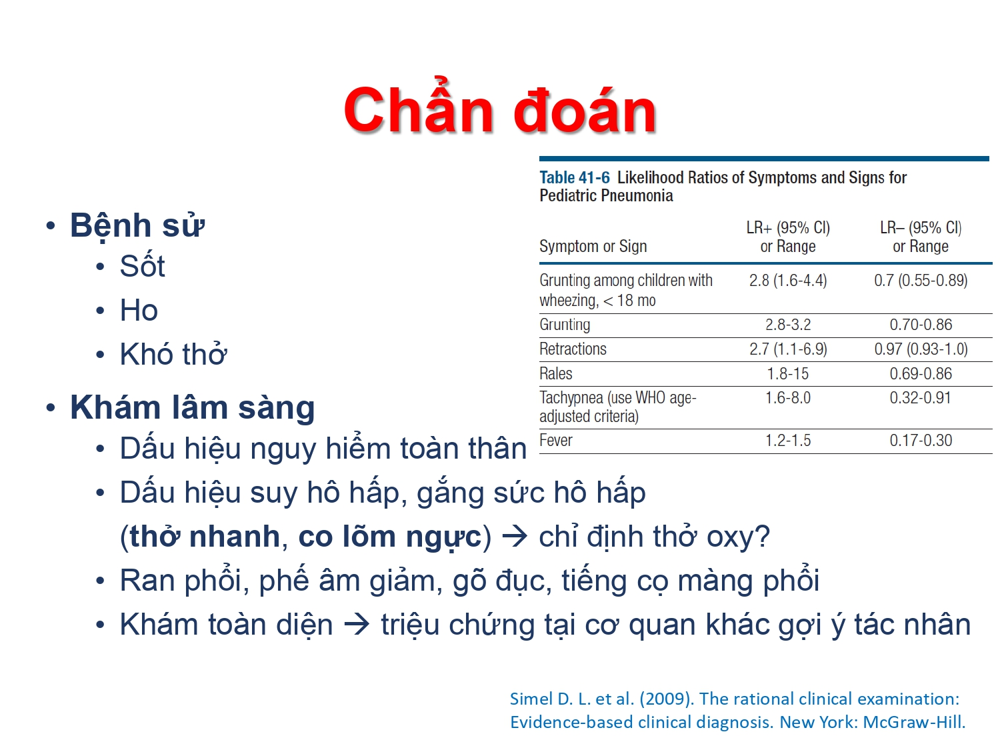 Chẩn đoán
• Bệnh sử
• Sốt
• Ho
• Khó thở
• Khám lâm sàng
• Dấu hiệu nguy hiểm toàn thân
• Dấu hiệu suy hô hấp, gắng sức hô hấp
(thở nhanh, co lõm ngực) → chỉ định thở oxy?
• Ran phổi, phế âm giảm, gõ đục, tiếng cọ màng phổi
• Khám toàn diện → triệu chứng tại cơ quan khác gợi ý tác nhân
Table 41-6 Likelihood Ratios of Symptoms and Signs for
Pediatric Pneumonia
LR+ (95% CI) LR– (95% CI)
Symptom or Sign or Range or Range
Grunting among children with 2.8 (1.6-4.4) 0.7 (0.55-0.89)
wheezing, < 18 mo
Grunting 2.8-3.2 0.70-0.86
Retractions 2.7 (1.1-6.9) 0.97 (0.93-1.0)
Rales 1.8-15 0.69-0.86
Tachypnea (use WHO age- 1.6-8.0 0.32-0.91
adjusted criteria)
Fever 1.2-1.5 0.17-0.30
Simel D. L. et al. (2009). The rational clinical examination:
Evidence-based clinical diagnosis. New York: McGraw-Hill.